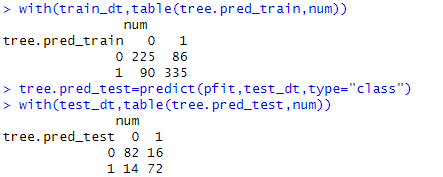 > with(train_dt,table(tree.pred_train,num))
num
tree.pred_train 0 1
0 225 86
1 90 335
> tree.pred_test=predict(pfit,test_dt,type="class")
> with(test_dt,table(tree.pred_test,num))
num
tree.pred_test 0 1
0 82 16
1 14 72